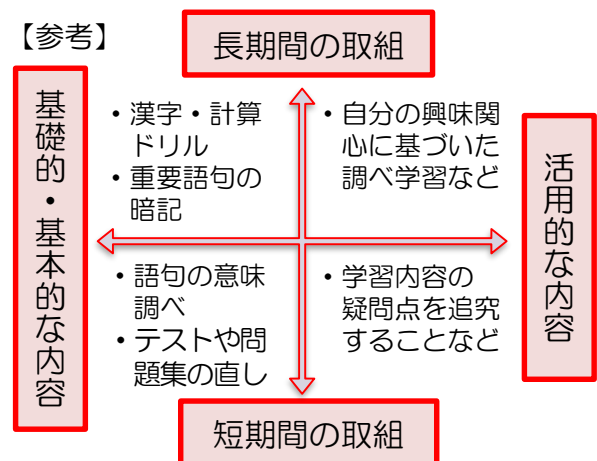 【参考】
長期間の取組
基礎的・基本的な内容
・漢字・計算
ドリル
・重要語句の
暗記
・自分の興味関
心に基づいた
調べ学習など
活用的な内容
・語句の意味
調べ
・テストや問
題集の直し
・学習内容の
疑問点を追究
することなど
短期間の取組